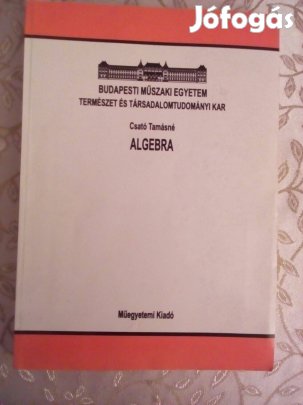 Jófogás
BUDAPESTI MŰSZAKI EGYETEM
TERMÉSZET ÉS TÁRSADALOMTUDOMÁNYI KAR
Csató Tamásné
ALGEBRA
Műegyetemi Kiadó